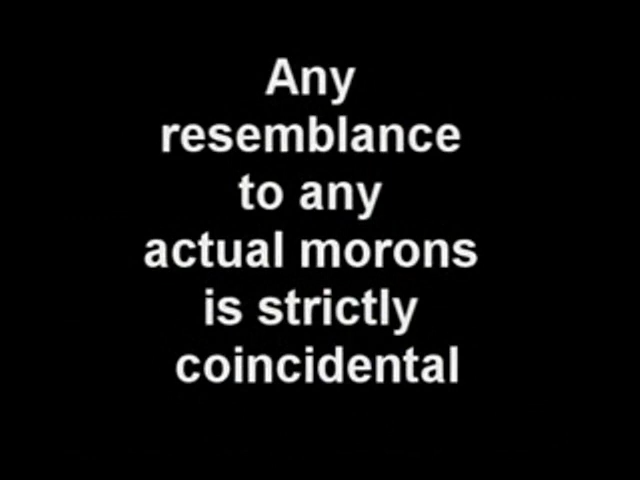 Any
resemblance
to any
actual morons
is strictly
coincidental